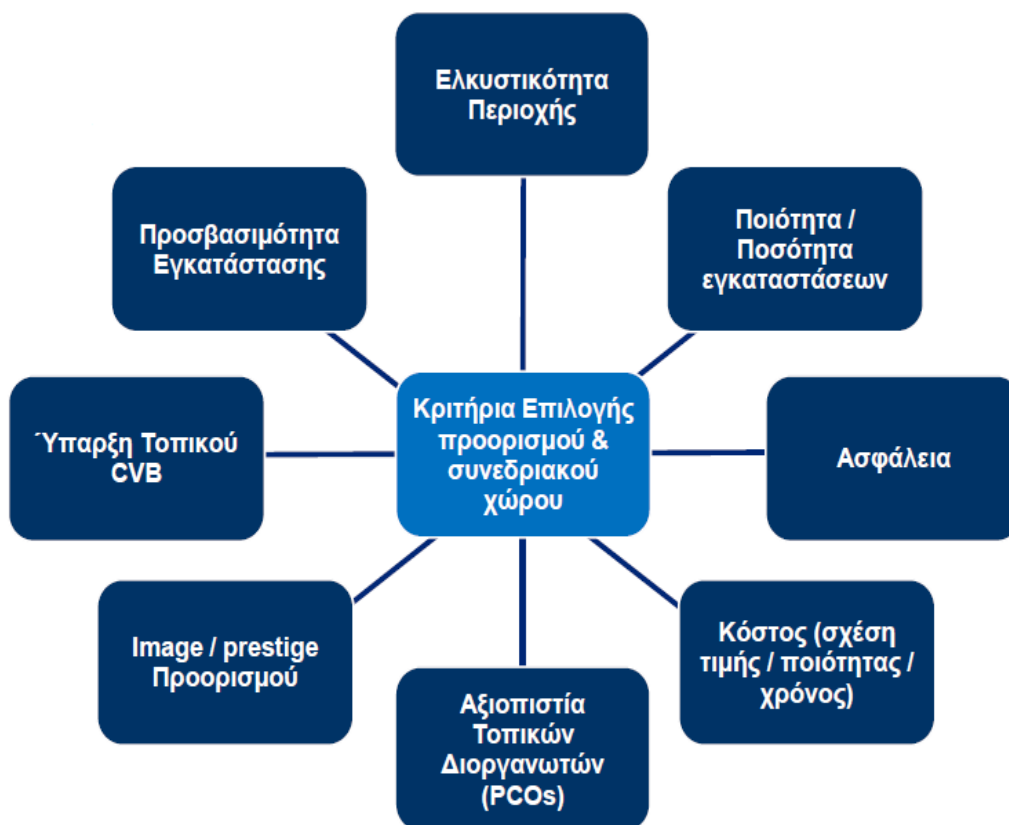 Ελκυστικότητα
Περιοχής
Ποιότητα /
Ποσότητα
εγκαταστάσεων
Ασφάλεια
Κόστος (σχέση
τιμής / ποιότητας /
χρόνος)
Αξιοπιστία
Τοπικών
Διοργανωτών
(PCOs)
Image / prestige
Προορισμού
΄Υπαρξη Τοπικού
CVB
Προσβασιμότητα
Εγκατάστασης
Κριτήρια Επιλογής
προορισμού &
συνεδριακού
χώρου